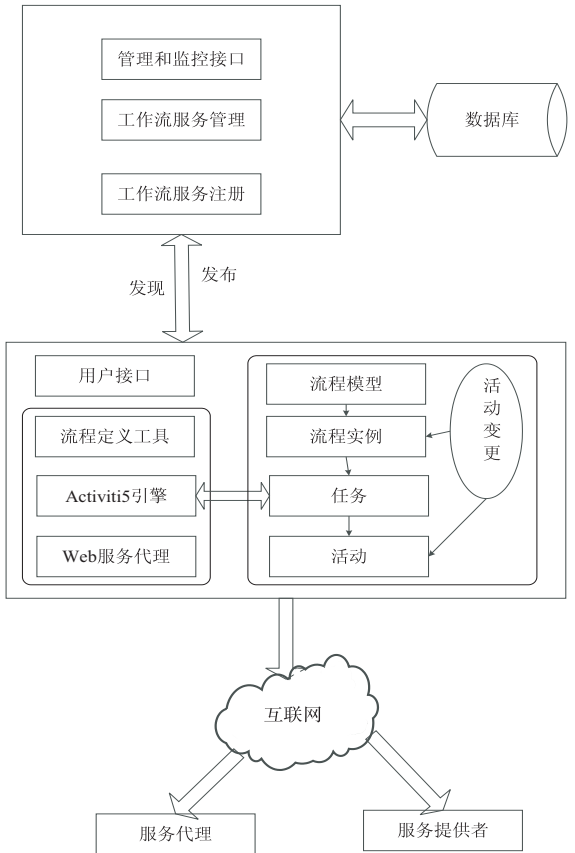 管理和监控接口
工作流服务管理
数据库
工作流服务注册
发现
发布
用户接口
流程定义工具
Activiti5引擎
Web服务代理
流程模型
流程实例
任务
活动
活动变更
互联网
服务代理
服务提供者